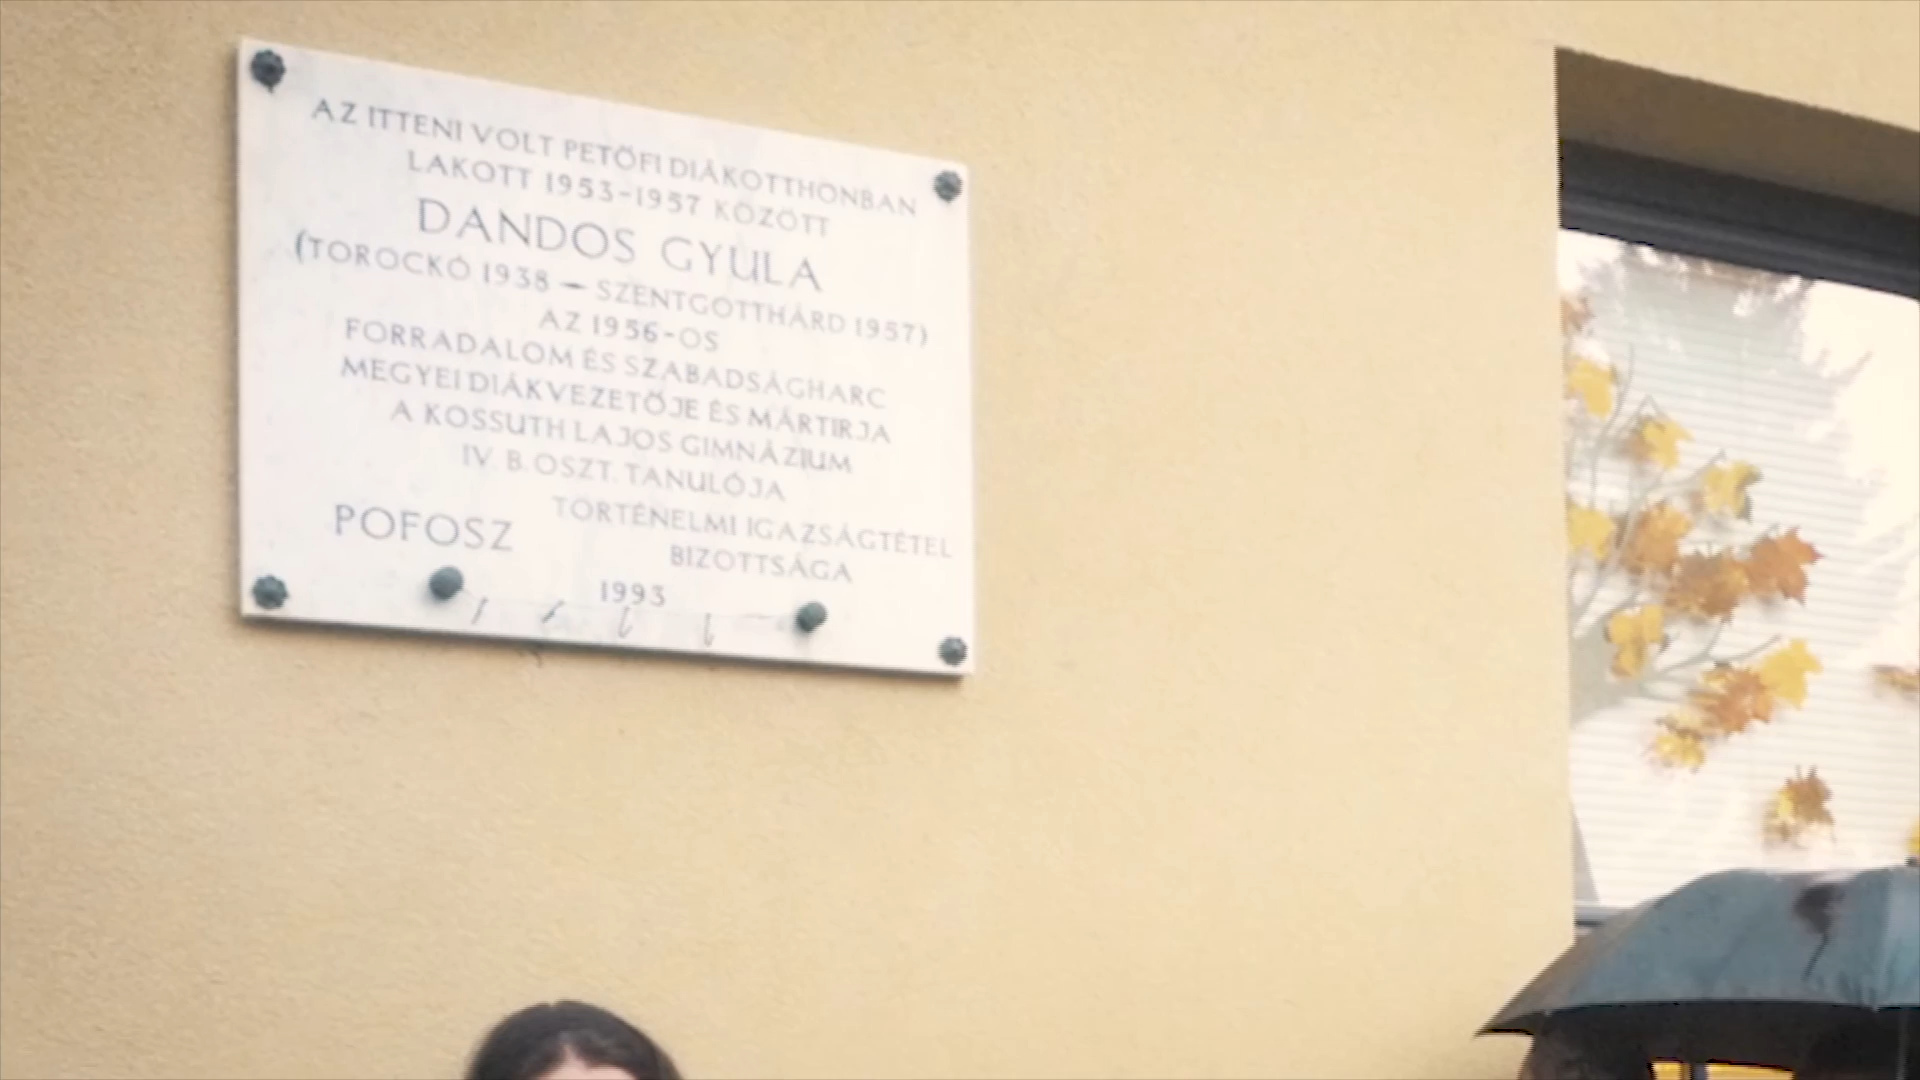 AZ ITTENI VOLT PETŐFI DIÁKOTTHONBAN
LAKOTT 1953-1957 KÖZÖTT
DANDOS GYULA
(TOROCKÓ 1938 — SZENTGOTTHÁRD 1957)
AZ 1956-OS
FORRADALOM ÉS SZABADSÁGHARC
MEGYEI DIÁKVEZETŐJE ÉS MÁRTIRJA
A KOSSUTH LAJOS GIMNÁZIUM
IV. B. OSZT. TANULÓJA
POFOSZ
TÖRTÉNELMI IGAZSÁGTÉTEL
BIZOTTSÁGA
1993